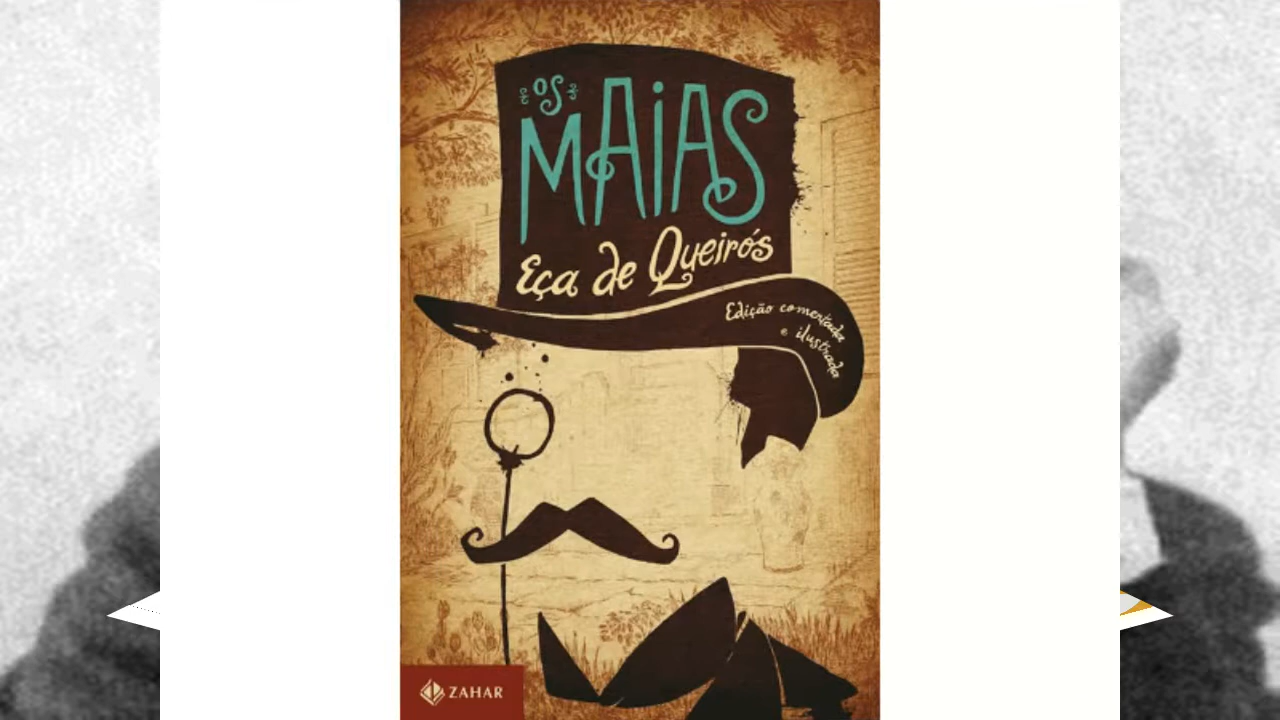 OS
MAiAS
Eça de Queirós
Edição comentada
e ilustrada
ZAHAR